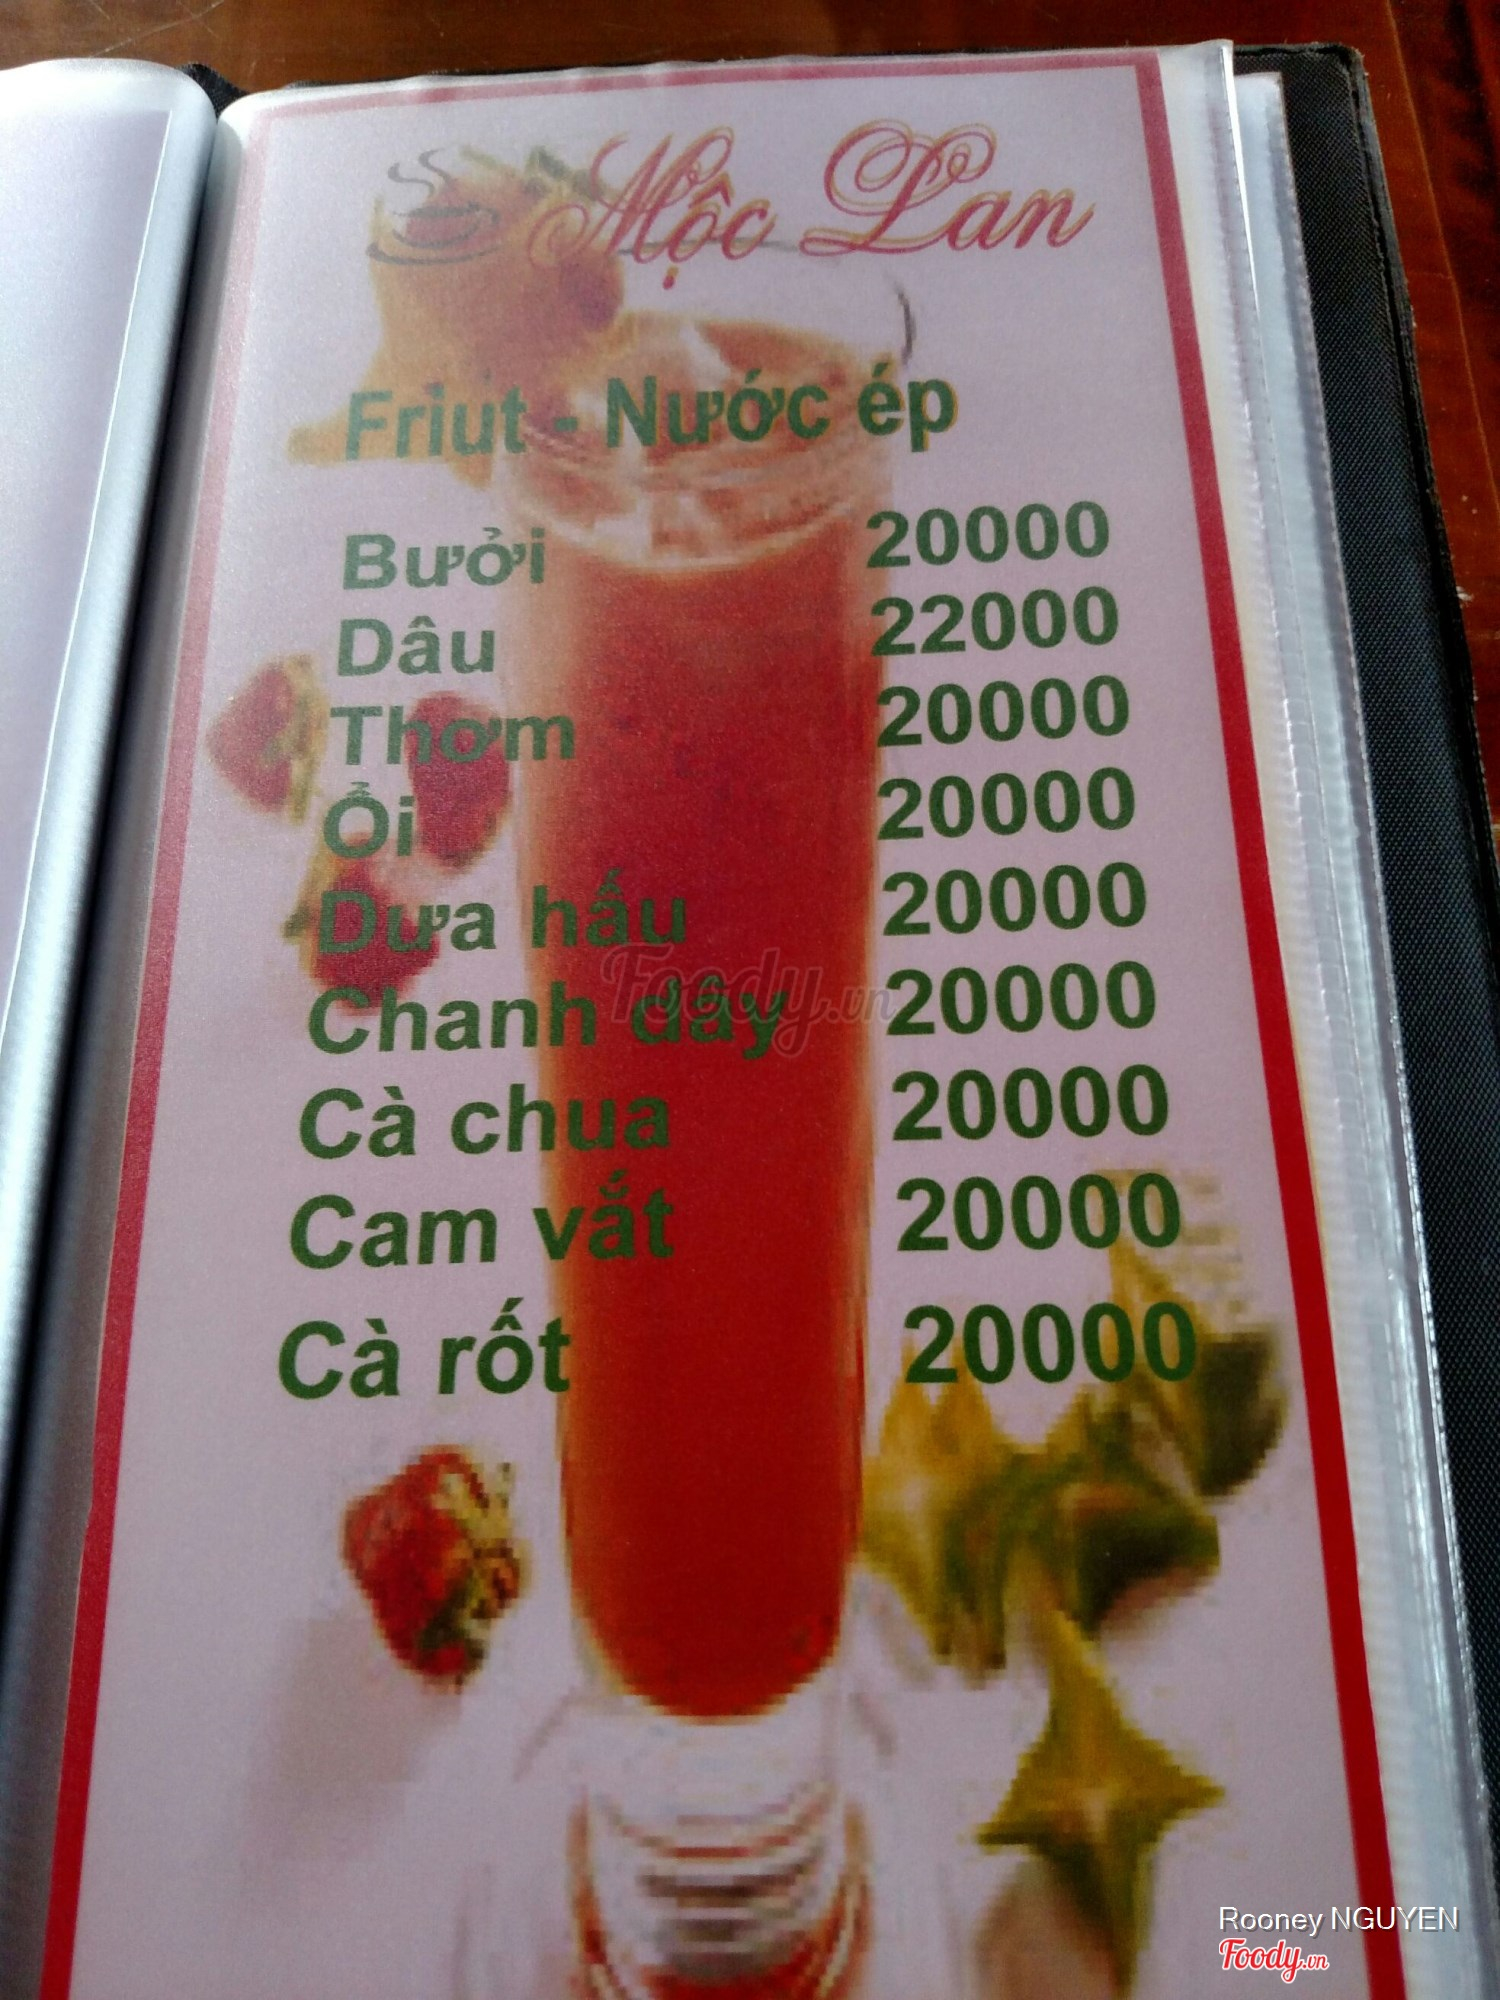 Mộc Lan
Friut - Nước ép
Bưởi 20000
Dâu 22000
Thơm 20000
Ổi 20000
Dưa hấu 20000
Chanh dây 20000
Cà chua 20000
Cam vắt 20000
Cà rốt 20000
Foody.vn
Rooney NGUYEN
Foody.vn